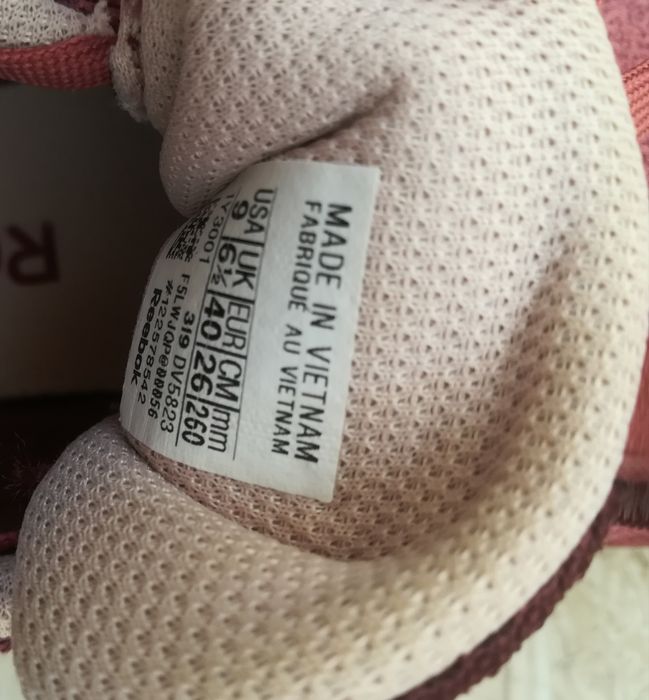 MADE IN VIETNAM
FABRIQUÉ AU VIETNAM
USA UK EUR CM mm
9 6½ 40 26 260
319 DV5823
Reebok